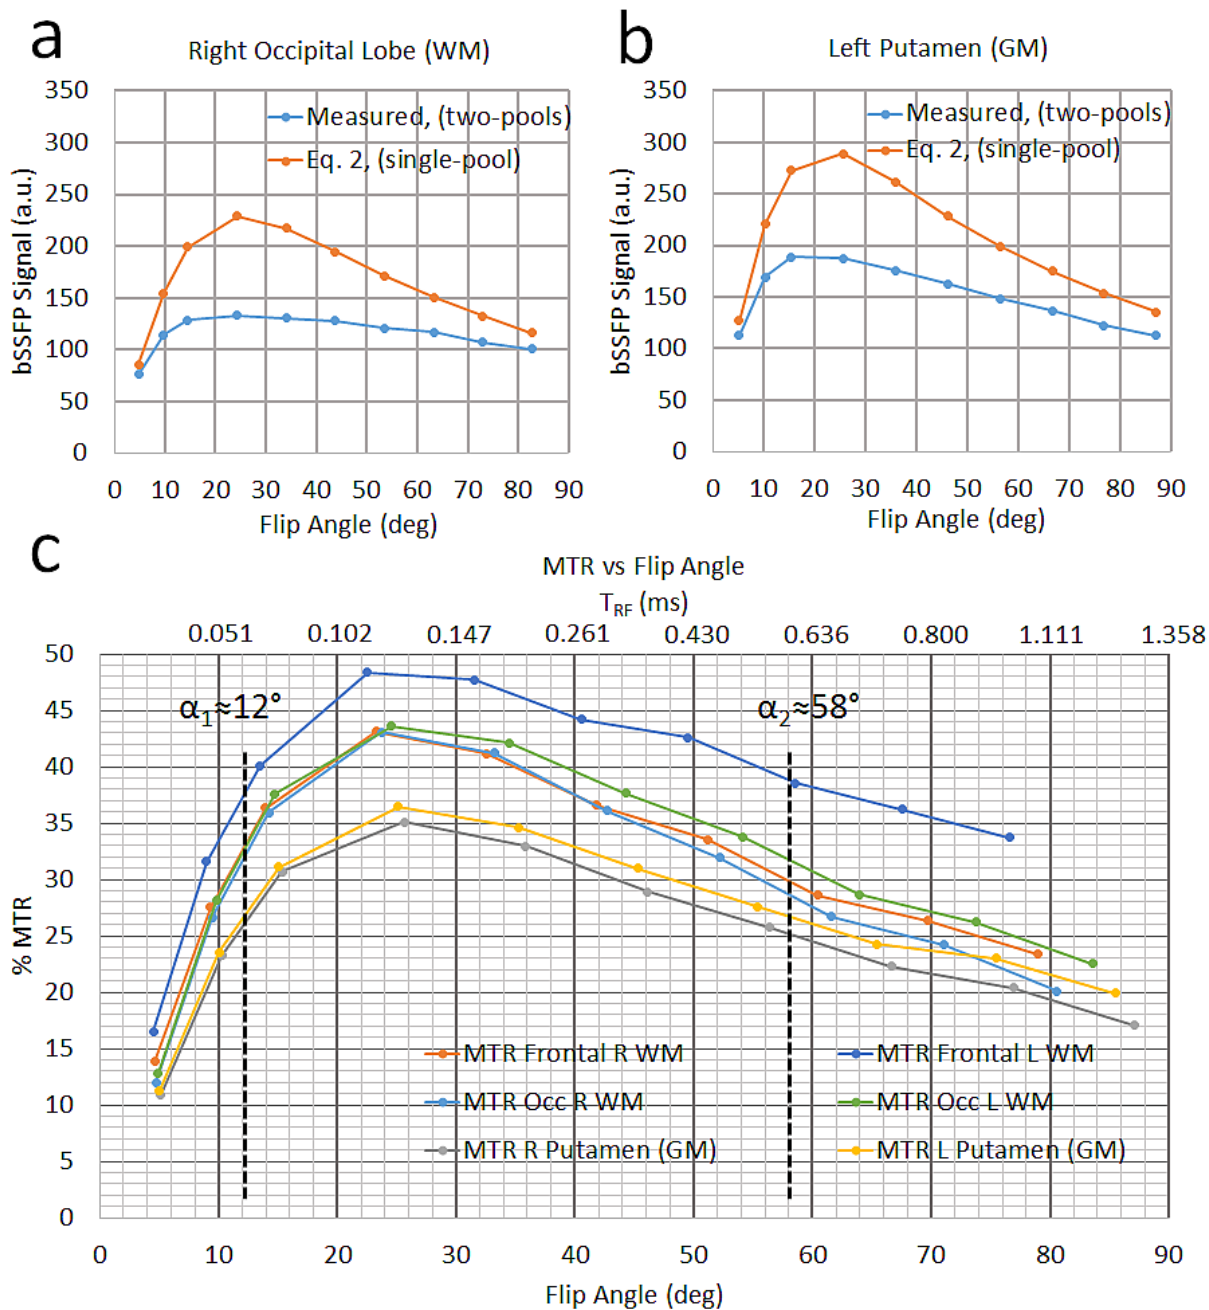 a
Right Occipital Lobe (WM)
350
300
250
200
150
100
50
0
bSSFP Signal (a.u.)
Measured, (two-pools)
Eq. 2, (single-pool)
0 10 20 30 40 50 60 70 80 90
Flip Angle (deg)
b
Left Putamen (GM)
350
300
250
200
150
100
50
0
bSSFP Signal (a.u.)
Measured, (two-pools)
Eq. 2, (single-pool)
0 10 20 30 40 50 60 70 80 90
Flip Angle (deg)
c
MTR vs Flip Angle
T_RF (ms)
0.051 0.102 0.147 0.261 0.430 0.636 0.800 1.111 1.358
50
45
40
35
30
25
20
15
10
5
0
% MTR
α₁≈12°
α₂≈58°
MTR Frontal R WM
MTR Frontal L WM
MTR Occ R WM
MTR Occ L WM
MTR R Putamen (GM)
MTR L Putamen (GM)
0 10 20 30 40 50 60 70 80 90
Flip Angle (deg)